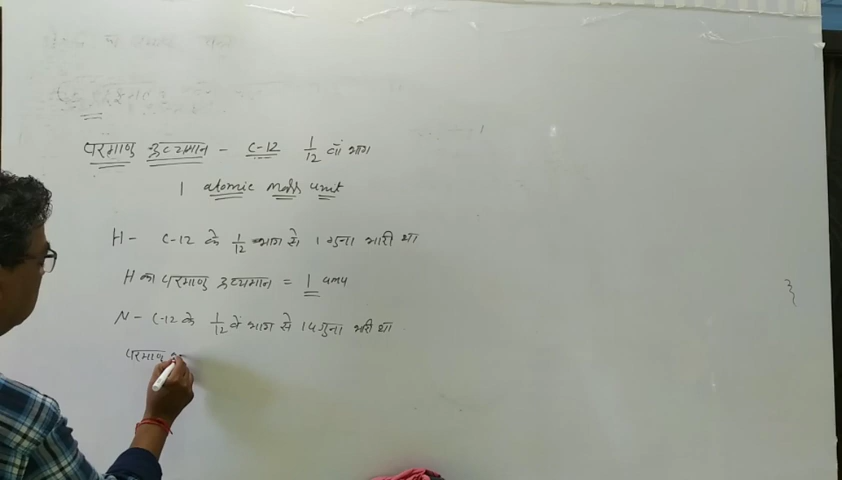 परमाणु द्रव्यमान - C-12 1/12 वाँ भाग
1 atomic mass unit
H - C-12 के 1/12 भाग से 1 गुना भारी था
H का परमाणु द्रव्यमान = 1 amu
N - C-12 के 1/12 वें भाग से 14 गुना भारी था
परमाणु